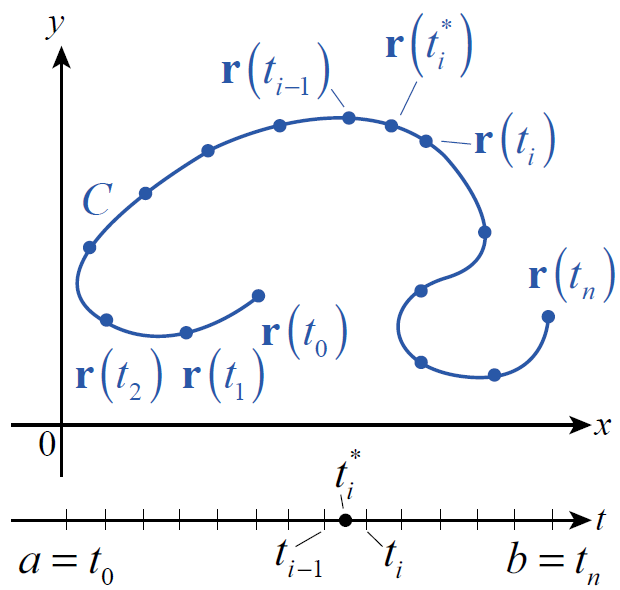 y
r(t_i^*)
r(t_{i-1})
r(t_i)
C
r(t_n)
r(t_0)
r(t_2) r(t_1)
x
0
t_i^*
t
a = t_0 t_{i-1} t_i b = t_n